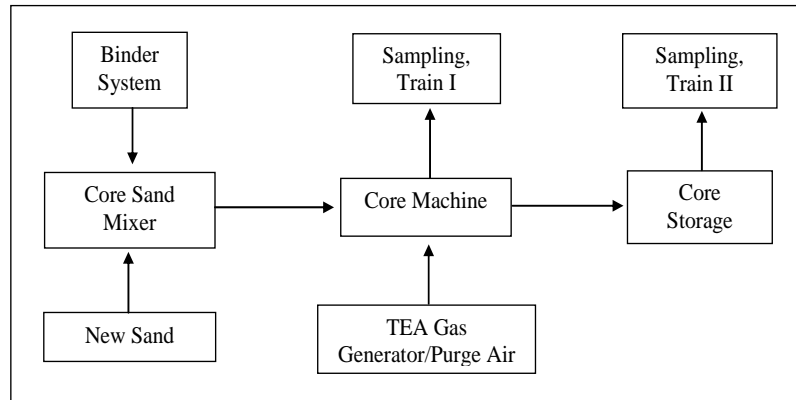 Binder
System
Sampling,
Train I
Sampling,
Train II
Core Sand
Mixer
Core Machine
Core
Storage
New Sand
TEA Gas
Generator/Purge Air